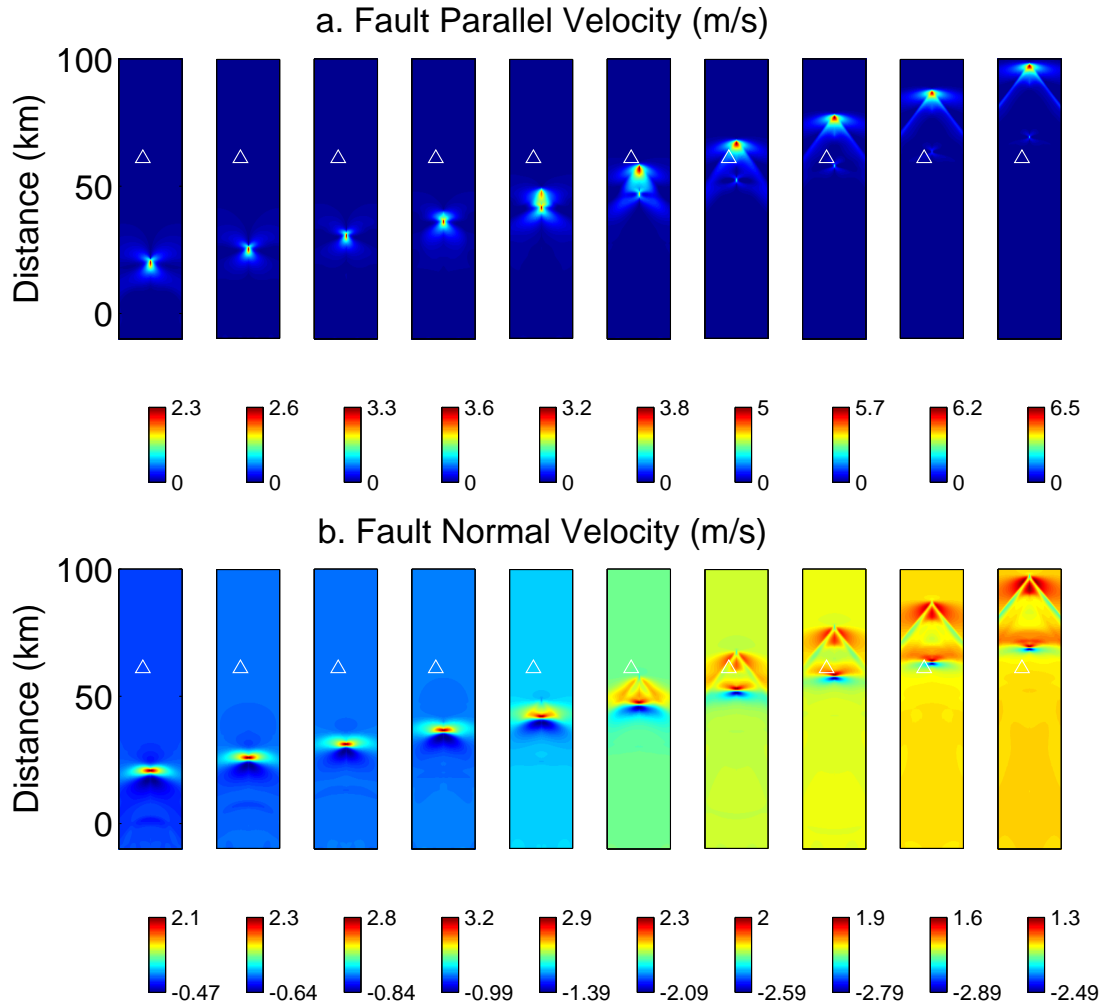 a. Fault Parallel Velocity (m/s)
100
50
0
Distance (km)
2.3 2.6 3.3 3.6 3.2 3.8 5 5.7 6.2 6.5
0 0 0 0 0 0 0 0 0 0
b. Fault Normal Velocity (m/s)
100
50
0
Distance (km)
2.1 2.3 2.8 3.2 2.9 2.3 2 1.9 1.6 1.3
-0.47 -0.64 -0.84 -0.99 -1.39 -2.09 -2.59 -2.79 -2.89 -2.49